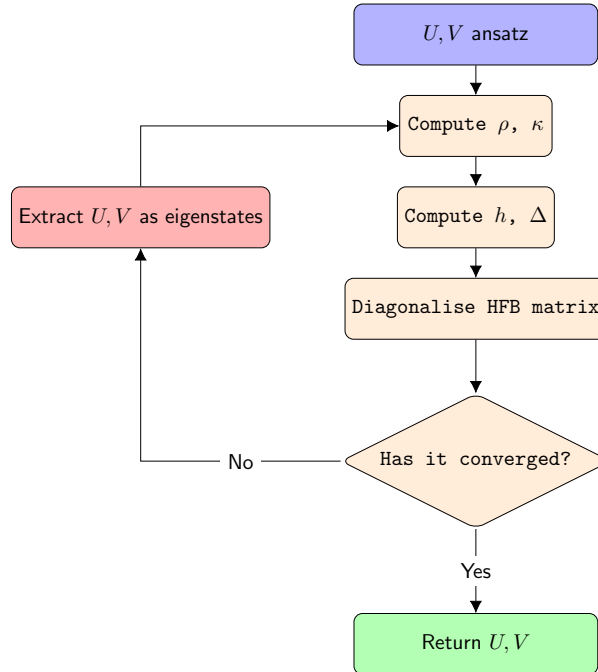 U, V ansatz
Compute ρ, κ
Extract U, V as eigenstates
Compute h, Δ
Diagonalise HFB matrix
Has it converged?
No
Yes
Return U, V